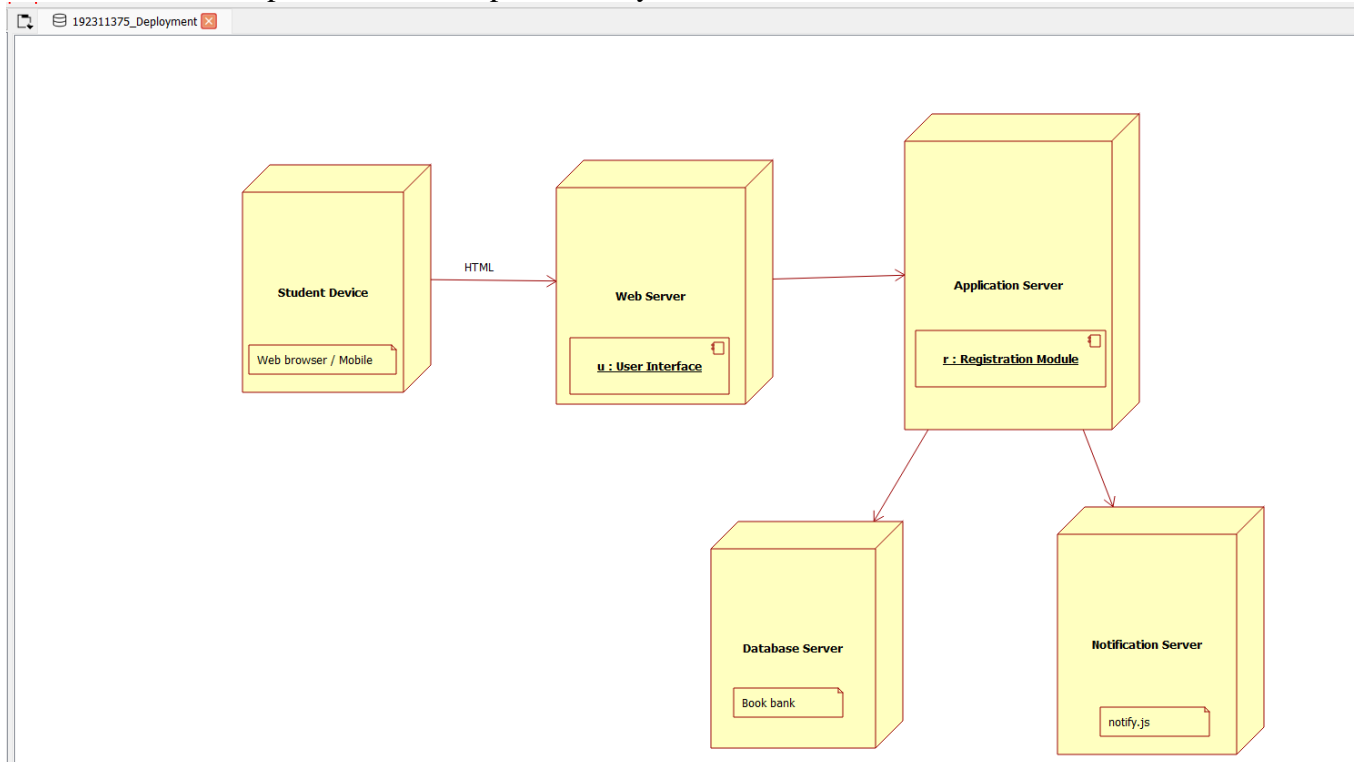 192311375_Deployment
HTML
Student Device
Web browser / Mobile
Web Server
u : User Interface
Application Server
r : Registration Module
Database Server
Book bank
Notification Server
notify.js